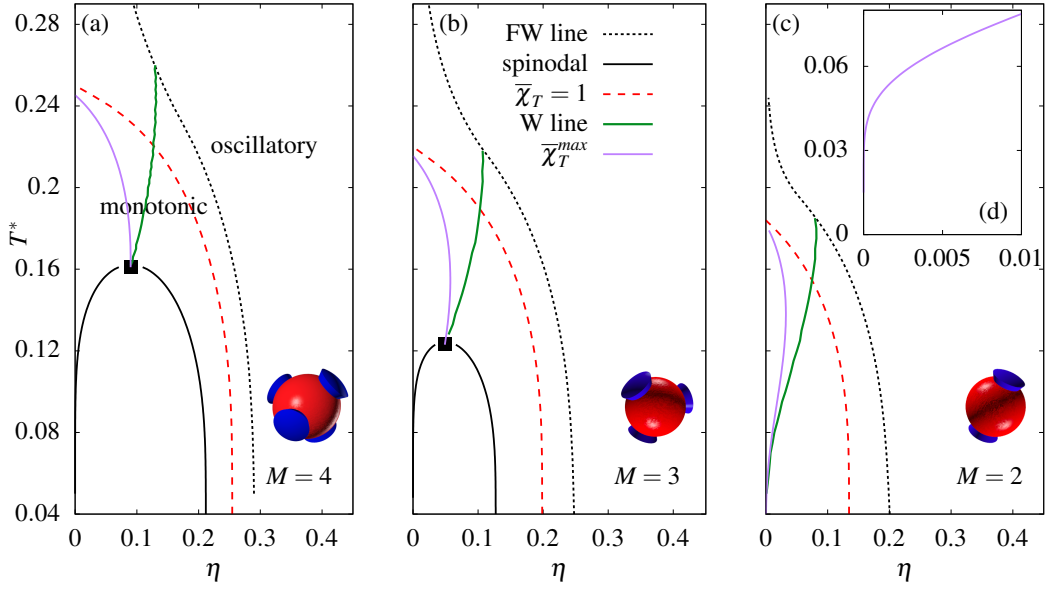 (a)
0.28
0.24
0.2
0.16
0.12
0.08
0.04
T*
oscillatory
monotonic
M = 4
0 0.1 0.2 0.3 0.4
η
(b)
FW line
spinodal
χ̅_T = 1
W line
χ̅_T^max
M = 3
0 0.1 0.2 0.3 0.4
η
(c)
0.06
0.03
0
(d)
0 0.005 0.01
M = 2
0 0.1 0.2 0.3 0.4
η